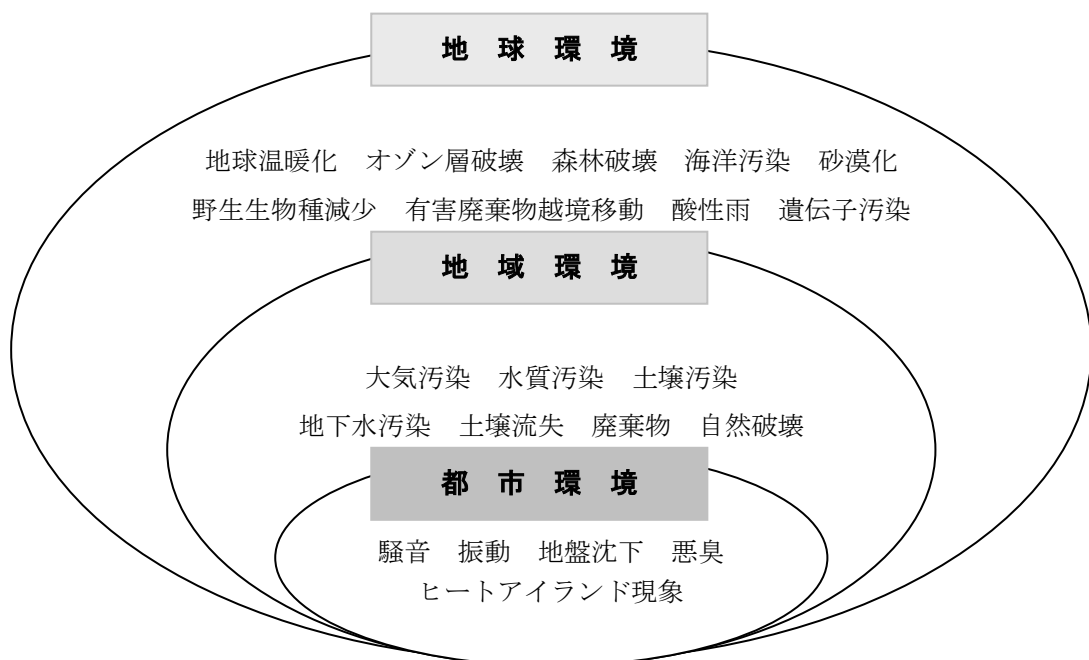 地 球 環 境
地球温暖化 オゾン層破壊 森林破壊 海洋汚染 砂漠化
野生生物種減少 有害廃棄物越境移動 酸性雨 遺伝子汚染
地 域 環 境
大気汚染 水質汚染 土壌汚染
地下水汚染 土壌流失 廃棄物 自然破壊
都 市 環 境
騒音 振動 地盤沈下 悪臭
ヒートアイランド現象